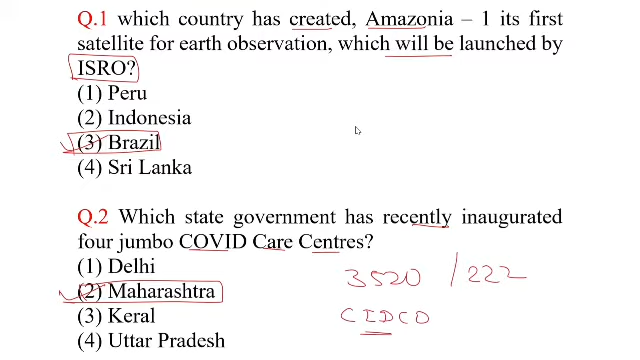 Q.1 which country has created, Amazonia – 1 its first
satellite for earth observation, which will be launched by
ISRO?
(1) Peru
(2) Indonesia
(3) Brazil
(4) Sri Lanka
Q.2 Which state government has recently inaugurated
four jumbo COVID Care Centres?
(1) Delhi
(2) Maharashtra
(3) Keral
(4) Uttar Pradesh
3520 / 222
CIDCO